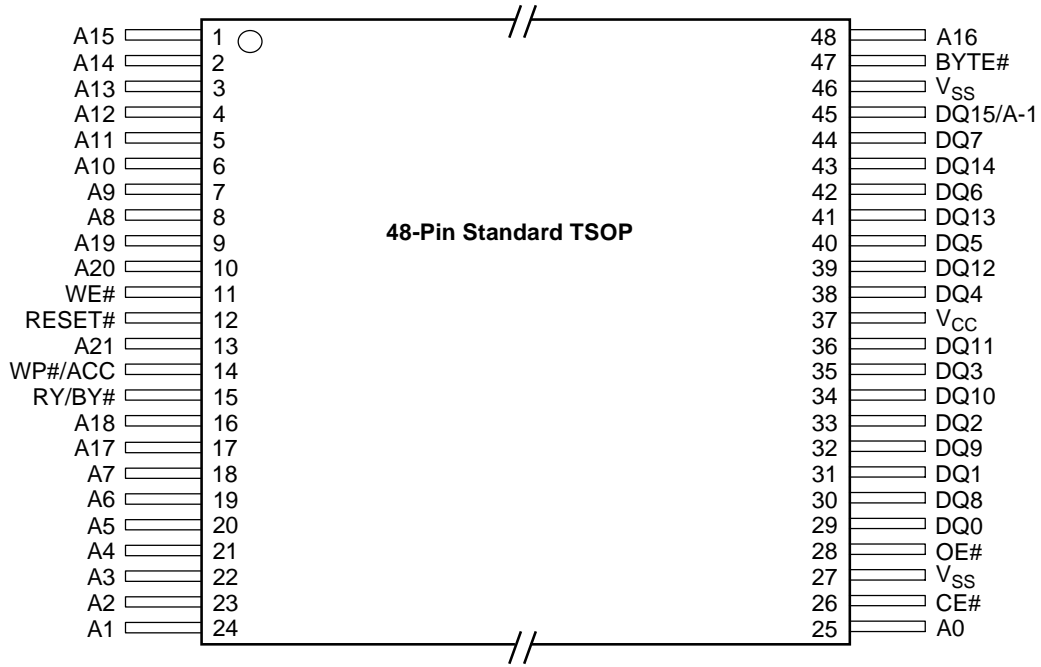 A15 1 48 A16
A14 2 47 BYTE#
A13 3 46 VSS
A12 4 45 DQ15/A-1
A11 5 44 DQ7
A10 6 43 DQ14
A9 7 42 DQ6
A8 8 41 DQ13
48-Pin Standard TSOP
A19 9 40 DQ5
A20 10 39 DQ12
WE# 11 38 DQ4
RESET# 12 37 VCC
A21 13 36 DQ11
WP#/ACC 14 35 DQ3
RY/BY# 15 34 DQ10
A18 16 33 DQ2
A17 17 32 DQ9
A7 18 31 DQ1
A6 19 30 DQ8
A5 20 29 DQ0
A4 21 28 OE#
A3 22 27 VSS
A2 23 26 CE#
A1 24 25 A0